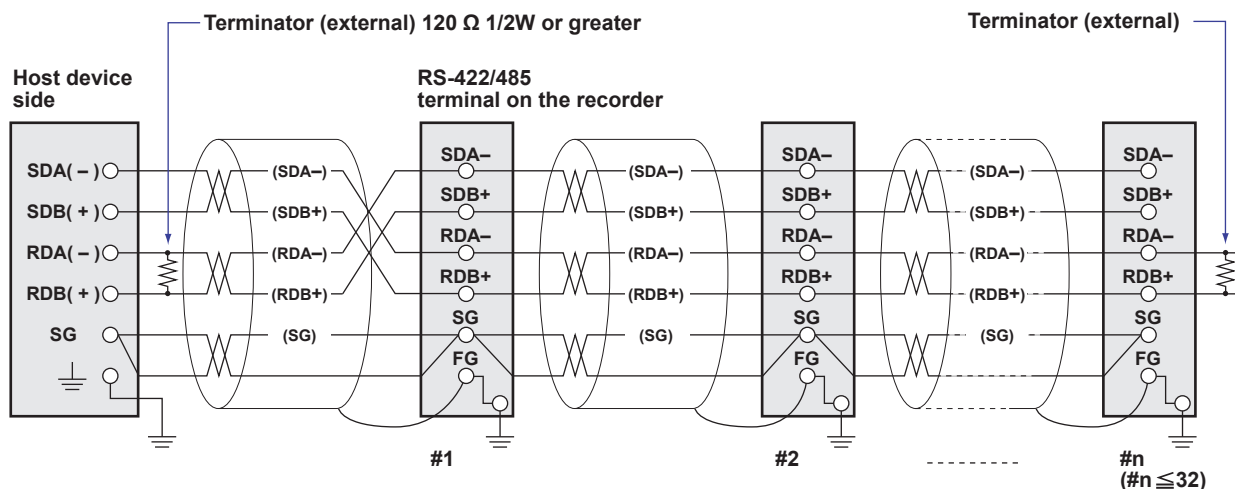 Terminator (external) 120 Ω 1/2W or greater
Terminator (external)
Host device
side
RS-422/485
terminal on the recorder
SDA( − )
SDB( + )
RDA( − )
RDB( + )
SG
(SDA−)
(SDB+)
(RDA−)
(RDB+)
(SG)
SDA−
SDB+
RDA−
RDB+
SG
FG
(SDA−)
(SDB+)
(RDA−)
(RDB+)
(SG)
SDA−
SDB+
RDA−
RDB+
SG
FG
(SDA−)
(SDB+)
(RDA−)
(RDB+)
(SG)
SDA−
SDB+
RDA−
RDB+
SG
FG
#1
#2
#n
(#n ≦ 32)